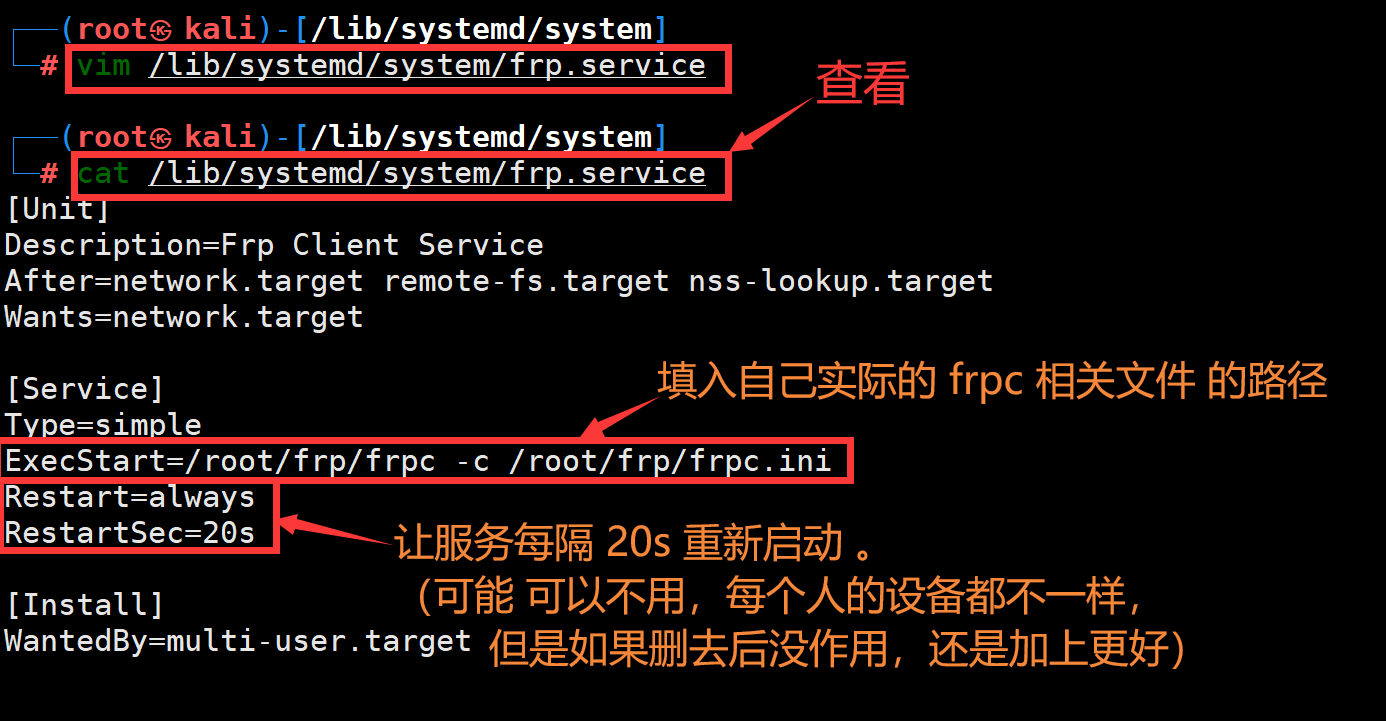 (root㉿kali)-[/lib/systemd/system]
# vim /lib/systemd/system/frp.service
查看
(root㉿kali)-[/lib/systemd/system]
# cat /lib/systemd/system/frp.service
[Unit]
Description=Frp Client Service
After=network.target remote-fs.target nss-lookup.target
Wants=network.target
填入自己实际的 frpc 相关文件 的路径
[Service]
Type=simple
ExecStart=/root/frp/frpc -c /root/frp/frpc.ini
Restart=always
RestartSec=20s
让服务每隔 20s 重新启动 。
（可能 可以不用，每个人的设备都不一样，
但是如果删去后没作用，还是加上更好）
[Install]
WantedBy=multi-user.target